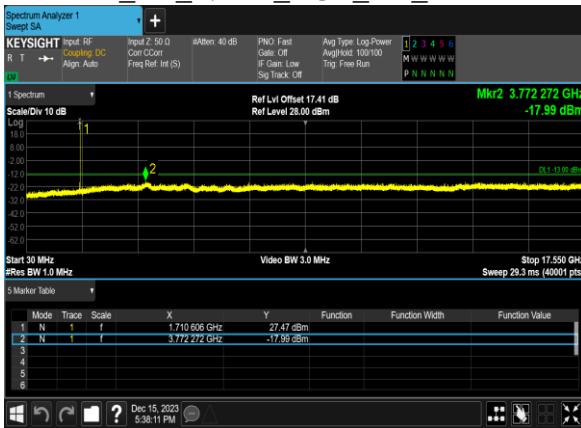 Spectrum Analyzer 1
Swept SA
KEYSIGHT
R T
LV
Input: RF
Coupling: DC
Align: Auto
Input Z: 50 Ω
Corr CCorr
Freq Ref: Int (S)
#Atten: 40 dB
PNO: Fast
Gate: Off
IF Gain: Low
Sig Track: Off
Avg Type: Log-Power
Avg|Hold: 100/100
Trig: Free Run
1 2 3 4 5 6
M W W W W W
P N N N N N
1 Spectrum
Scale/Div 10 dB
Ref Lvl Offset 17.41 dB
Ref Level 28.00 dBm
Mkr2 3.772 272 GHz
-17.99 dBm
Log
18.0
8.00
-2.00
-12.0
-22.0
-32.0
-42.0
-52.0
-62.0
1
2
DL1 -13.00 dBm
Start 30 MHz
#Res BW 1.0 MHz
Video BW 3.0 MHz
Stop 17.550 GHz
Sweep 29.3 ms (40001 pts
5 Marker Table
Mode Trace Scale X Y Function Function Width Function Value
1 N 1 f 1.710 606 GHz 27.47 dBm
2 N 1 f 3.772 272 GHz -17.99 dBm
3
4
5
6
?
Dec 15, 2023
5:38:11 PM